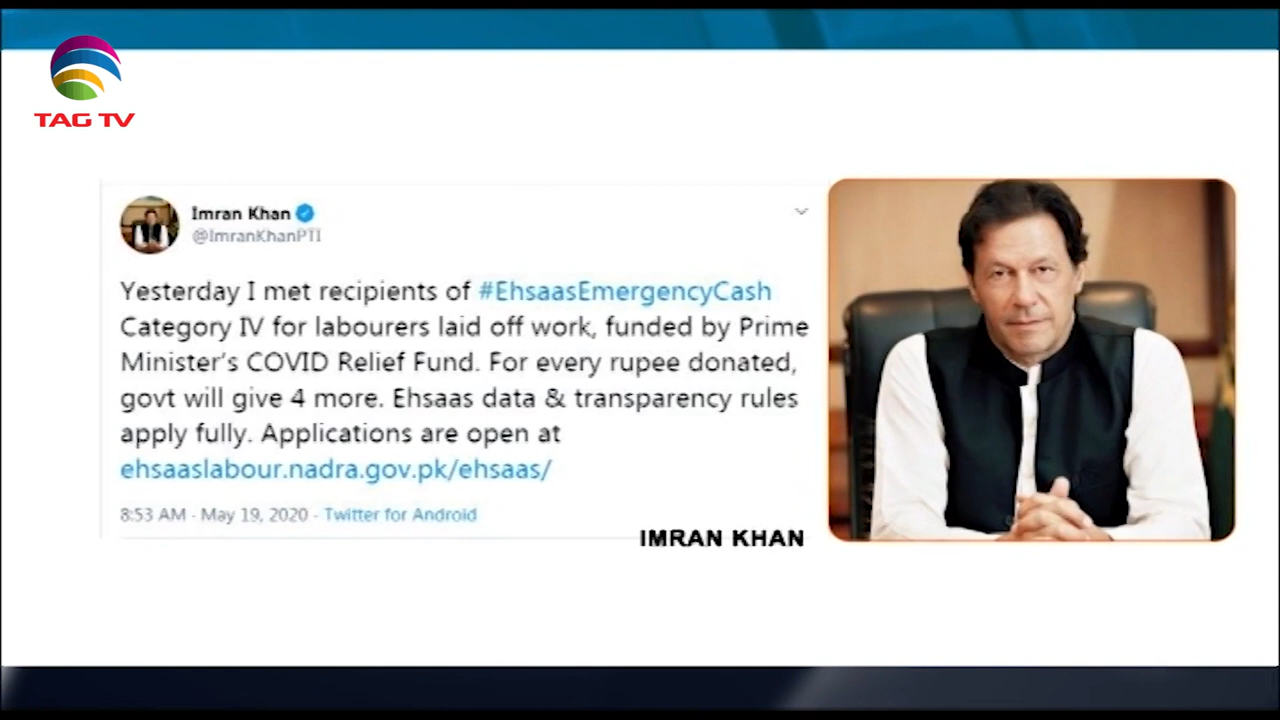 TAG TV
Imran Khan
@ImranKhanPTI
Yesterday I met recipients of #EhsaasEmergencyCash
Category IV for labourers laid off work, funded by Prime
Minister's COVID Relief Fund. For every rupee donated,
govt will give 4 more. Ehsaas data & transparency rules
apply fully. Applications are open at
ehsaaslabour.nadra.gov.pk/ehsaas/
8:53 AM - May 19, 2020 - Twitter for Android
IMRAN KHAN